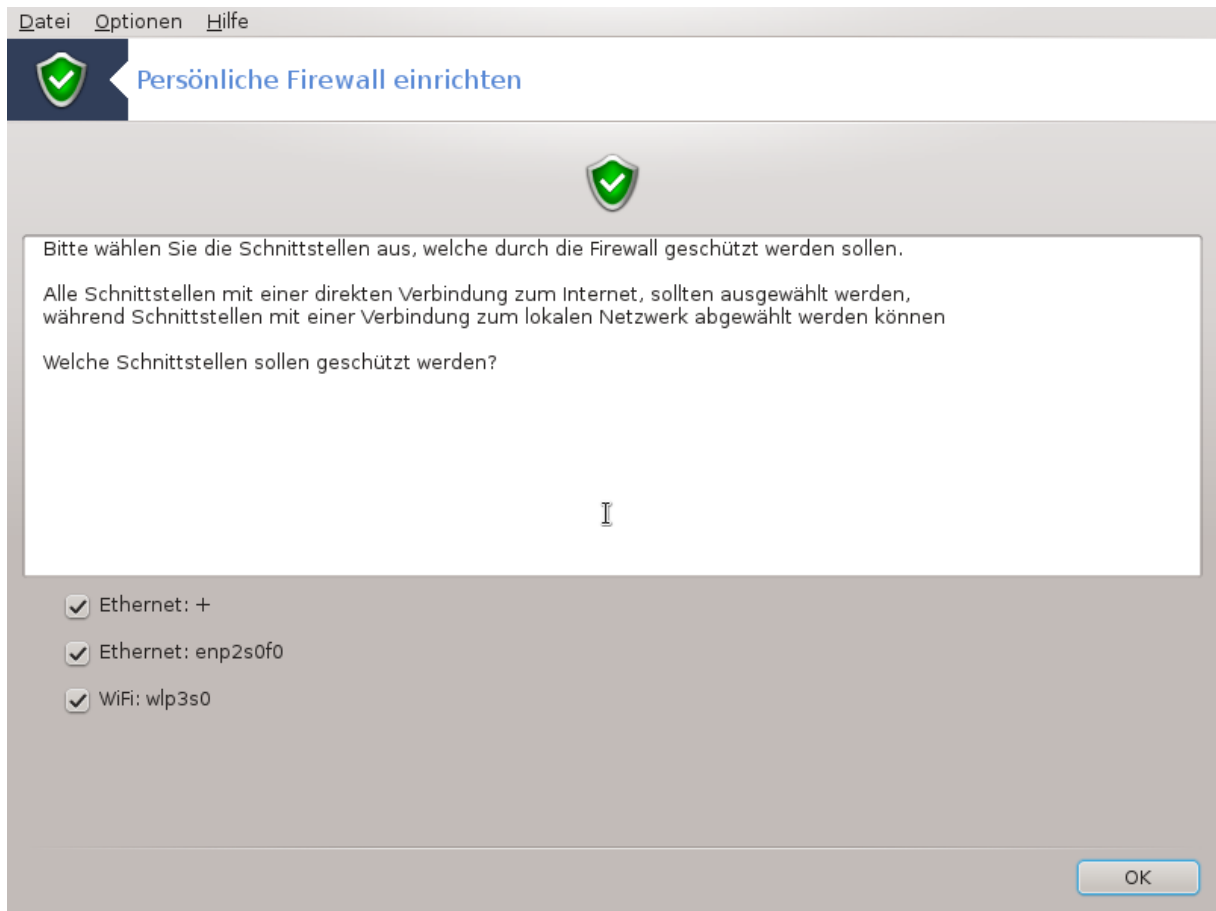 Datei Optionen Hilfe
Persönliche Firewall einrichten
Bitte wählen Sie die Schnittstellen aus, welche durch die Firewall geschützt werden sollen.
Alle Schnittstellen mit einer direkten Verbindung zum Internet, sollten ausgewählt werden,
während Schnittstellen mit einer Verbindung zum lokalen Netzwerk abgewählt werden können
Welche Schnittstellen sollen geschützt werden?
Ethernet: +
Ethernet: enp2s0f0
WiFi: wlp3s0
OK